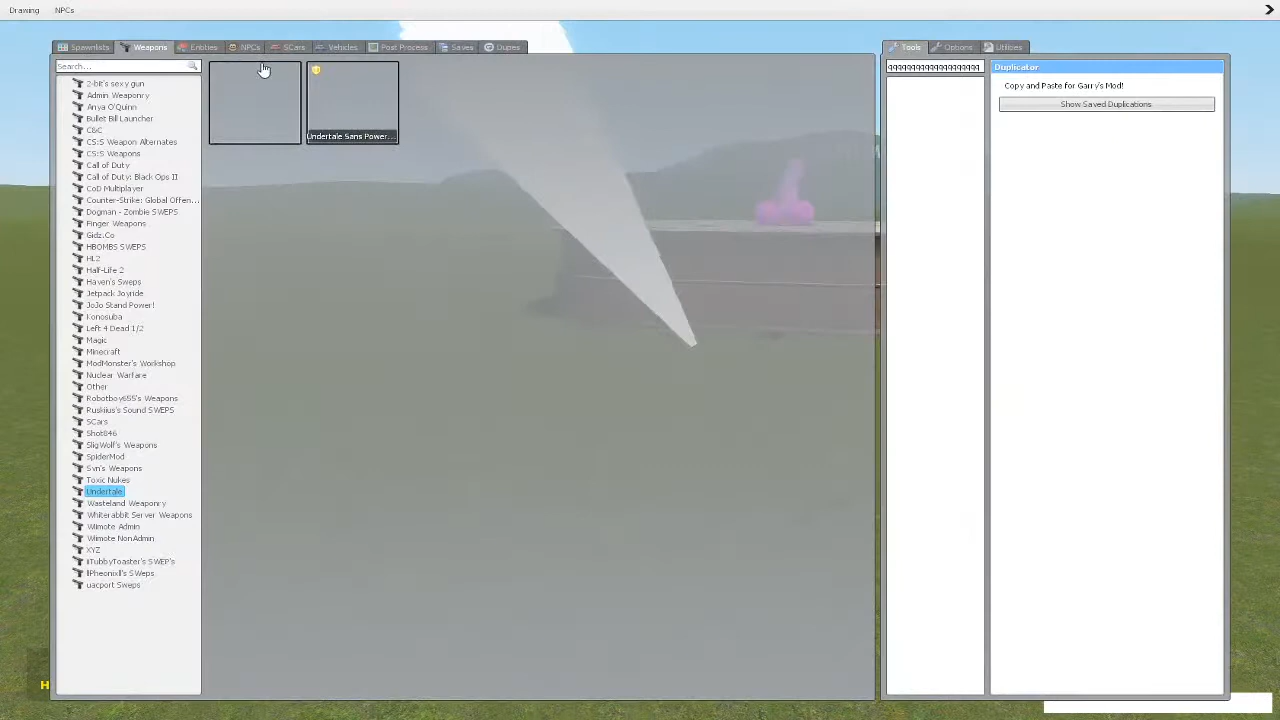 Drawing NPCs
Spawnlists Weapons Entities NPCs SCars Vehicles Post Process Saves Dupes
Tools Options Utilities
Search...
2-bit's sexy gun
Admin Weaponry
Anya O'Quinn
Bullet Bill Launcher
C&C
CS:S Weapon Alternates
CS:S Weapons
Call of Duty
Call of Duty: Black Ops II
CoD Multiplayer
Counter-Strike: Global Offen...
Dogman - Zombie SWEPS
Finger Weapons
Gidz.Co
HBOMBS SWEPS
HL2
Half-Life 2
Haven's Sweps
Jetpack Joyride
JoJo Stand Power!
Konosuba
Left 4 Dead 1/2
Magic
Minecraft
ModMonster's Workshop
Nuclear Warfare
Other
Robotboy655's Weapons
Ruskiius's Sound SWEPS
SCars
Shot846
SligWolf's Weapons
SpiderMod
Svn's Weapons
Toxic Nukes
Undertale
Wasteland Weaponry
Whiterabbit Server Weapons
Wiimote Admin
Wiimote NonAdmin
XYZ
iiTubbyToaster's SWEP's
llPheonixll's SWeps
uacport Sweps
Undertale Sans Power...
qqqqqqqqqqqqqqqqqq
Duplicator
Copy and Paste for Garry's Mod!
Show Saved Duplications
H